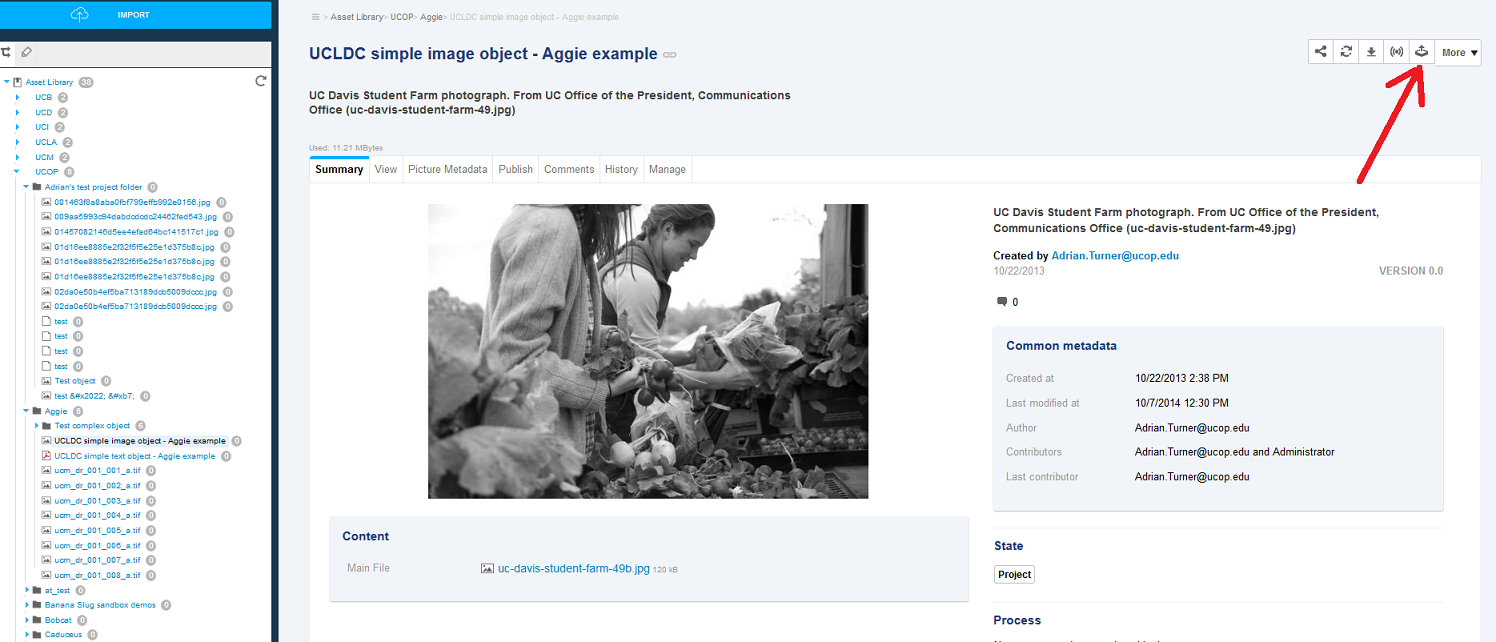 IMPORT
Asset Library 38
UCB 2
UCD 2
UCI 2
UCLA 2
UCM 2
UCOP 8
Adrian's test project folder 0
001463f8a8aba0fbf799effb992e0156.jpg 0
009aa6993c94dabdcdcdc24462fed543.jpg 0
01457082146d5ee4efad64bc141517c1.jpg 0
01d16ee8885e2f32f5f5e25e1d375b8c.jpg 0
01d16ee8885e2f32f5f5e25e1d375b8c.jpg 0
01d16ee8885e2f32f5f5e25e1d375b8c.jpg 0
02da0e50b4ef5ba713189dcb5009dccc.jpg 0
02da0e50b4ef5ba713189dcb5009dccc.jpg 0
test 0
test 0
test 0
test 0
Test object 0
test &#x2022; &#xb7; 0
Aggie 8
Test complex object 6
UCLDC simple image object - Aggie example 0
UCLDC simple text object - Aggie example 0
ucm_dr_001_001_a.tif 0
ucm_dr_001_002_a.tif 0
ucm_dr_001_003_a.tif 0
ucm_dr_001_004_a.tif 0
ucm_dr_001_005_a.tif 0
ucm_dr_001_006_a.tif 0
ucm_dr_001_007_a.tif 0
ucm_dr_001_008_a.tif 0
at_test 0
Banana Slug sandbox demos 0
Bobcat 0
Caduceus 0
> Asset Library> UCOP> Aggie> UCLDC simple image object - Aggie example
UCLDC simple image object - Aggie example
More
UC Davis Student Farm photograph. From UC Office of the President, Communications
Office (uc-davis-student-farm-49.jpg)
Used: 11.21 MBytes
Summary View Picture Metadata Publish Comments History Manage
UC Davis Student Farm photograph. From UC Office of the President,
Communications Office (uc-davis-student-farm-49.jpg)
Created by Adrian.Turner@ucop.edu
10/22/2013 VERSION 0.0
0
Common metadata
Created at 10/22/2013 2:38 PM
Last modified at 10/7/2014 12:30 PM
Author Adrian.Turner@ucop.edu
Contributors Adrian.Turner@ucop.edu and Administrator
Last contributor Adrian.Turner@ucop.edu
Content
Main File uc-davis-student-farm-49b.jpg 120 kB
State
Project
Process